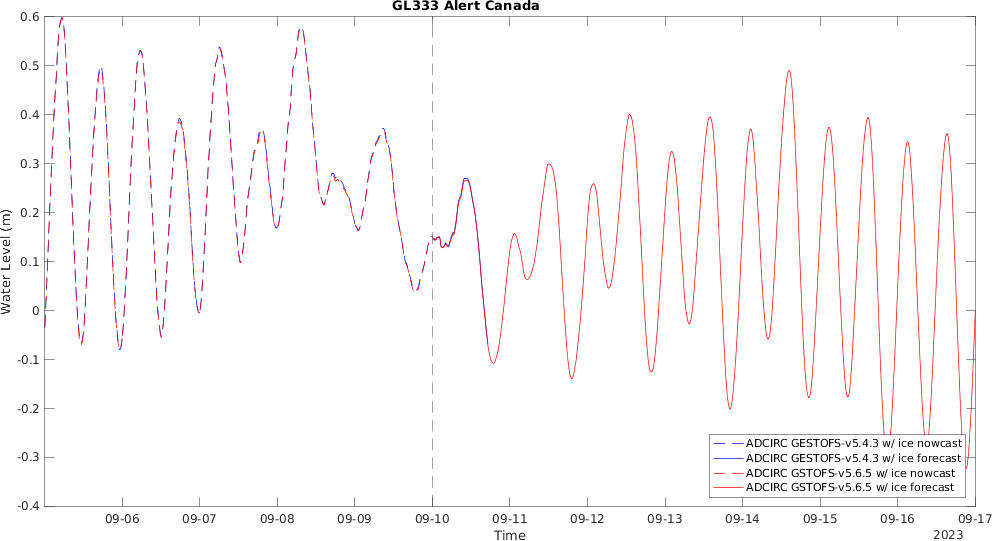 GL333 Alert Canada
0.6
0.5
0.4
0.3
0.2
0.1
0
-0.1
-0.2
-0.3
-0.4
Water Level (m)
ADCIRC GESTOFS-v5.4.3 w/ ice nowcast
ADCIRC GESTOFS-v5.4.3 w/ ice forecast
ADCIRC GSTOFS-v5.6.5 w/ ice nowcast
ADCIRC GSTOFS-v5.6.5 w/ ice forecast
09-06 09-07 09-08 09-09 09-10 09-11 09-12 09-13 09-14 09-15 09-16 09-17
Time
2023